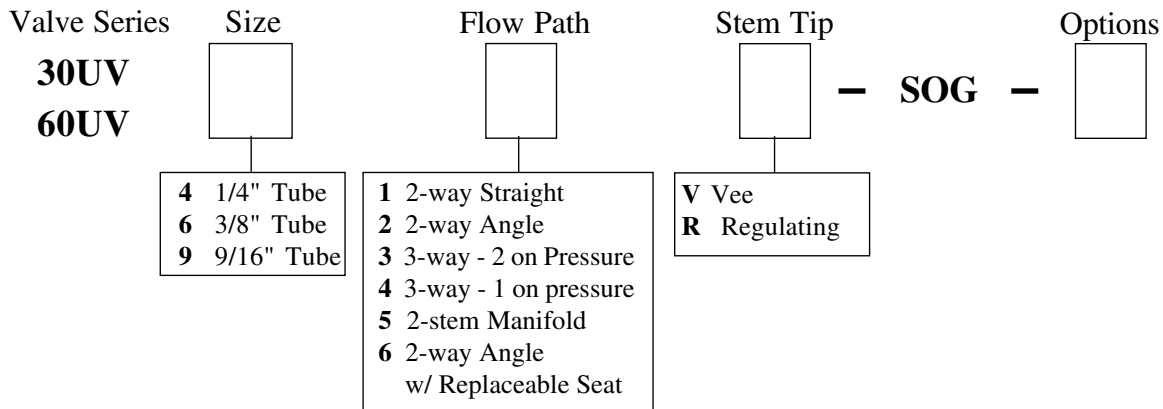 Valve Series Size Flow Path Stem Tip Options
30UV
60UV
– SOG –
4 1/4" Tube
6 3/8" Tube
9 9/16" Tube
1 2-way Straight
2 2-way Angle
3 3-way - 2 on Pressure
4 3-way - 1 on pressure
5 2-stem Manifold
6 2-way Angle
w/ Replaceable Seat
V Vee
R Regulating